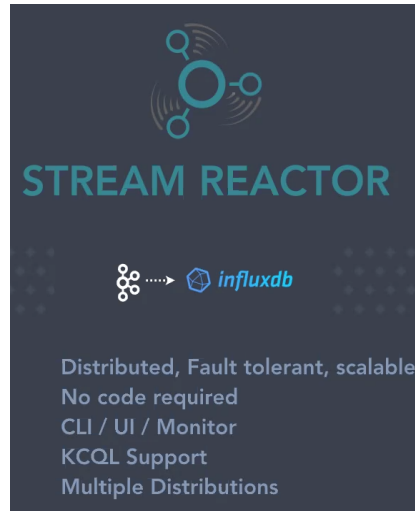 STREAM REACTOR
influxdb
Distributed, Fault tolerant, scalable
No code required
CLI / UI / Monitor
KCQL Support
Multiple Distributions